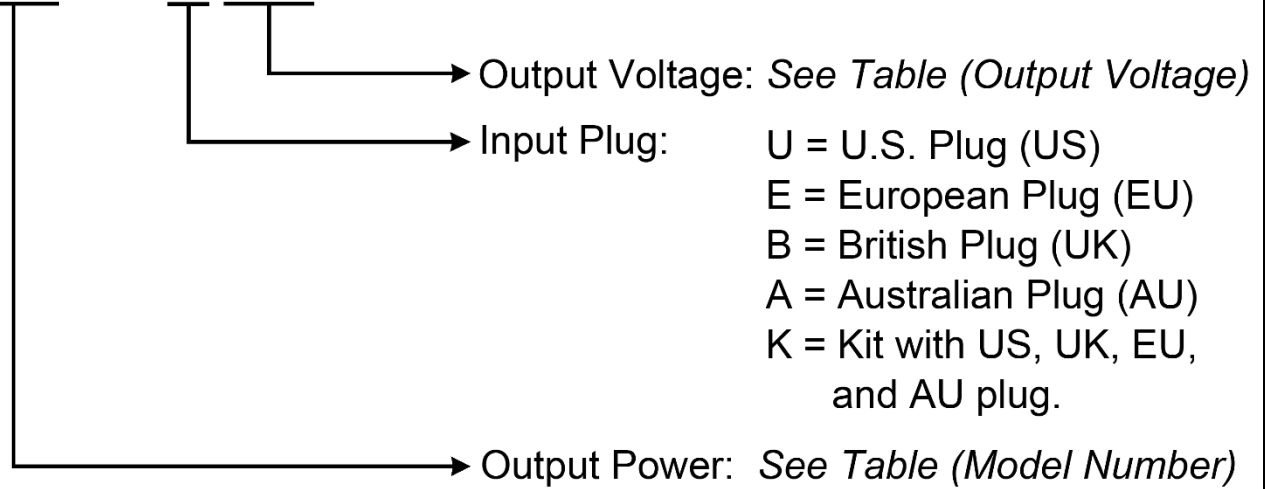 Output Voltage: See Table (Output Voltage)
Input Plug: U = U.S. Plug (US)
E = European Plug (EU)
B = British Plug (UK)
A = Australian Plug (AU)
K = Kit with US, UK, EU,
and AU plug.
Output Power: See Table (Model Number)